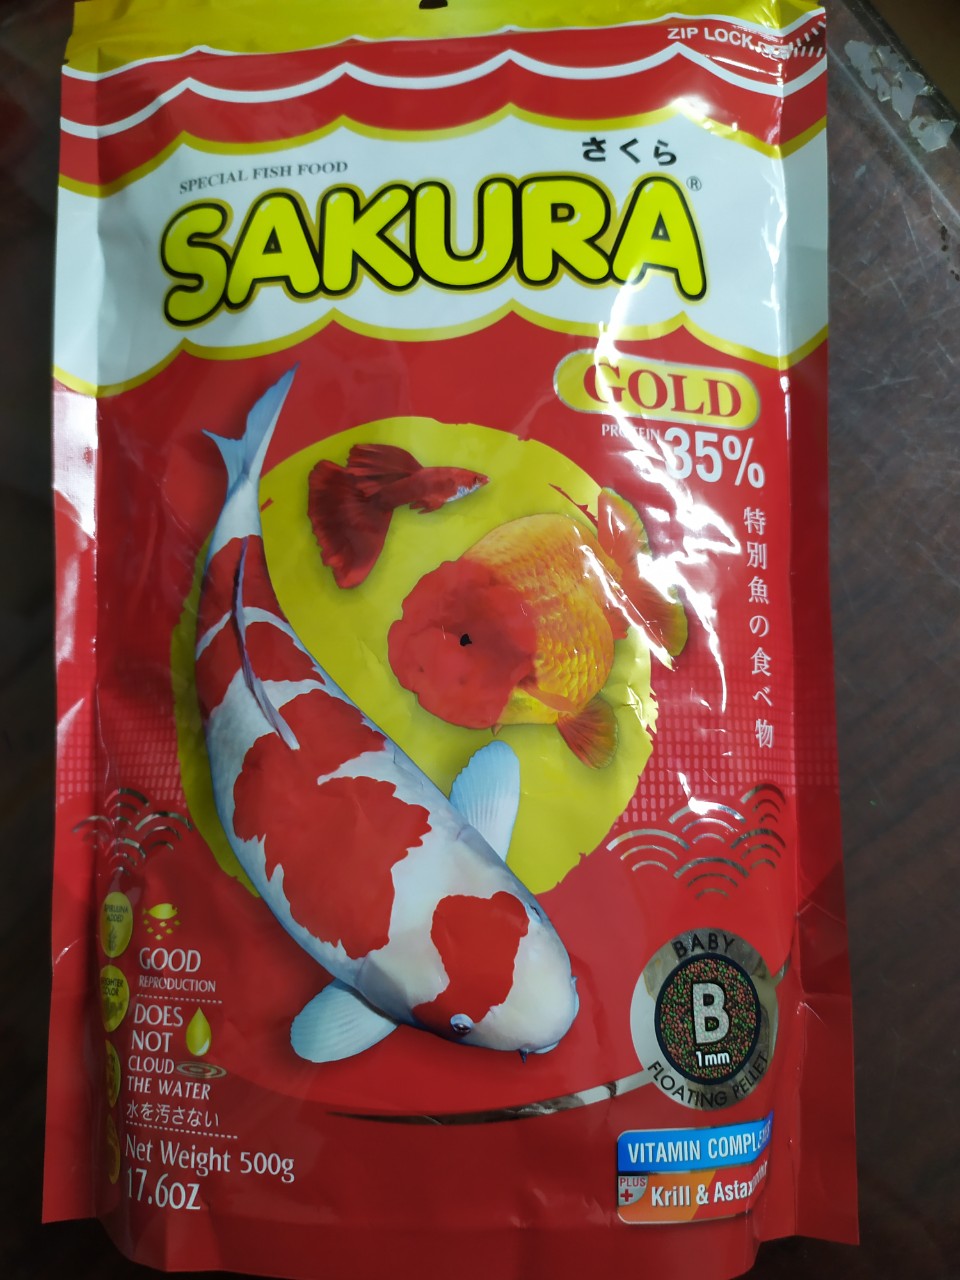 ZIP LOCK
さくら
SPECIAL FISH FOOD
SAKURA®
GOLD
PROTEIN 35%
特別魚の食べ物
GOOD
REPRODUCTION
DOES
NOT
CLOUD
THE WATER
水を汚さない
Net Weight 500g
17.6oz
BABY
B
1mm
FLOATING PELLET
VITAMIN COMPLEX
PLUS
+
Krill &